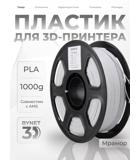 ПЛАСТИК
ДЛЯ 3D-ПРИНТЕРА
PLA
1000g
Совместим
с AMS
BYNET
3D
Мрамор